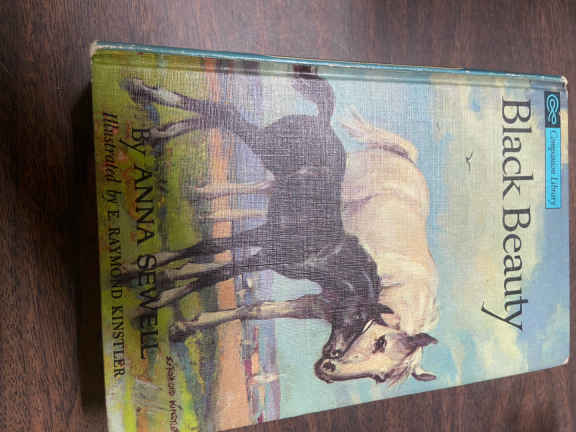 Companion Library
Black Beauty
By ANNA SEWELL
Illustrated by E. RAYMOND KINSTLER